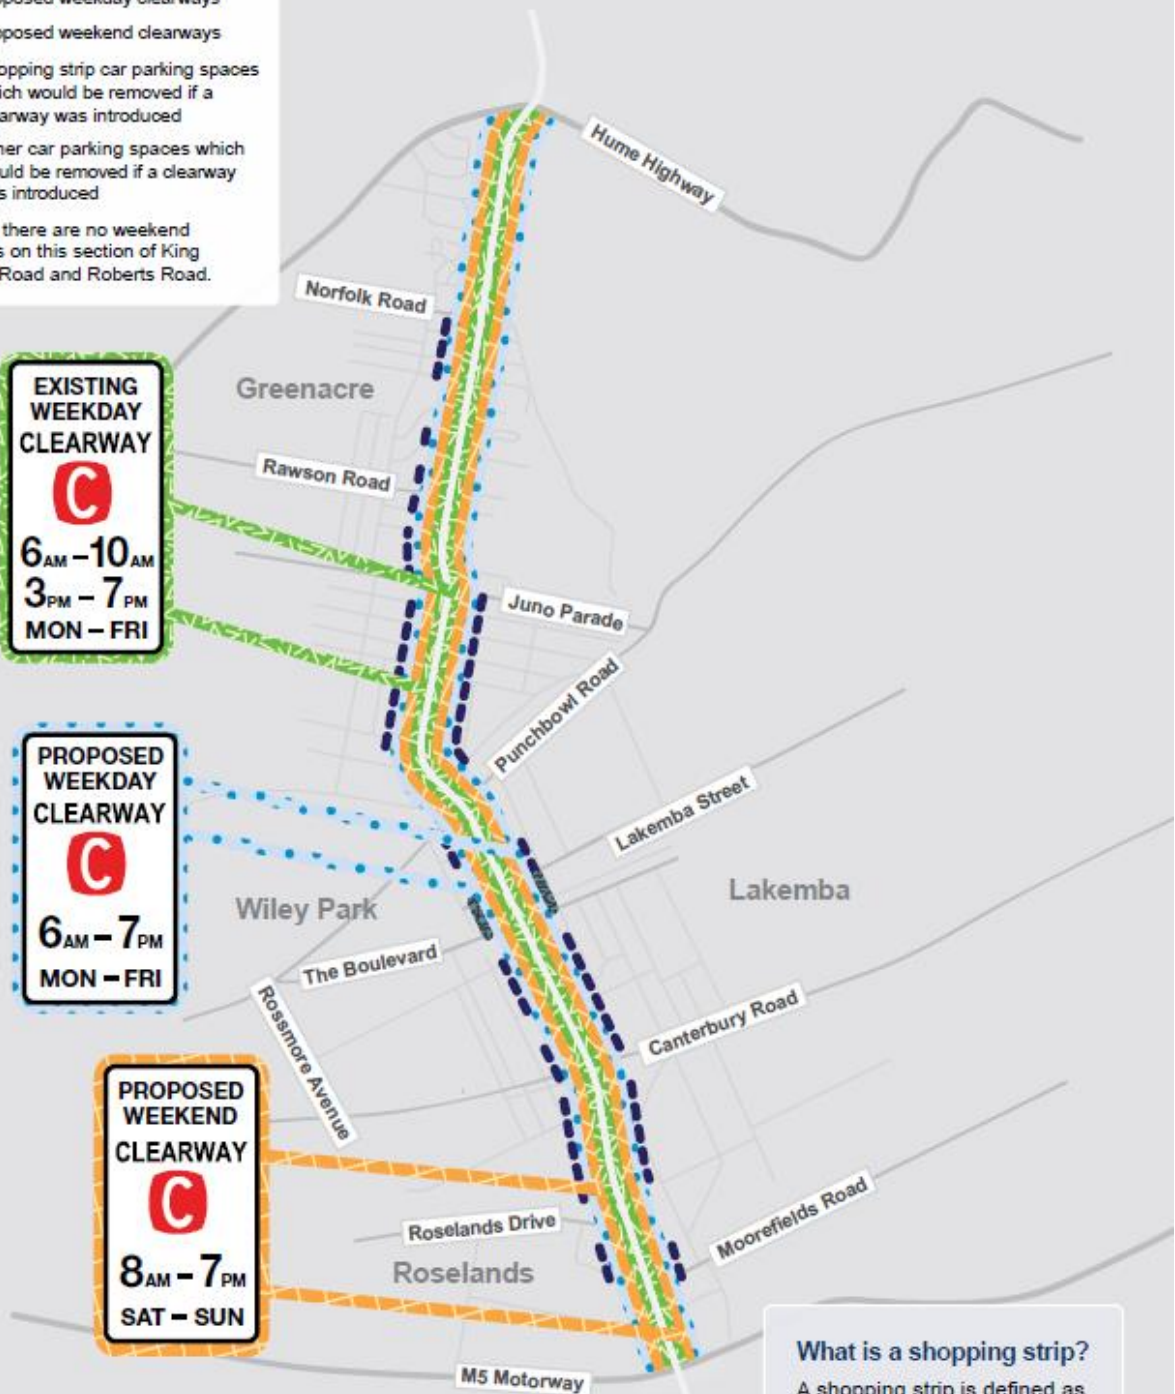 oposed weekday clearways
posed weekend clearways
opping strip car parking spaces
ich would be removed if a
arway was introduced
her car parking spaces which
uld be removed if a clearway
s introduced
there are no weekend
s on this section of King
Road and Roberts Road.
Hume Highway
Norfolk Road
Greenacre
EXISTING
WEEKDAY
CLEARWAY
C
6AM – 10AM
3PM – 7PM
MON – FRI
Rawson Road
Juno Parade
Punchbowl Road
PROPOSED
WEEKDAY
CLEARWAY
C
6AM – 7PM
MON – FRI
Lakemba Street
Lakemba
Wiley Park
The Boulevard
Rossmore Avenue
Canterbury Road
PROPOSED
WEEKEND
CLEARWAY
C
8AM – 7PM
SAT – SUN
Moorefields Road
Roselands Drive
Roselands
M5 Motorway
What is a shopping strip?
A shopping strip is defined as